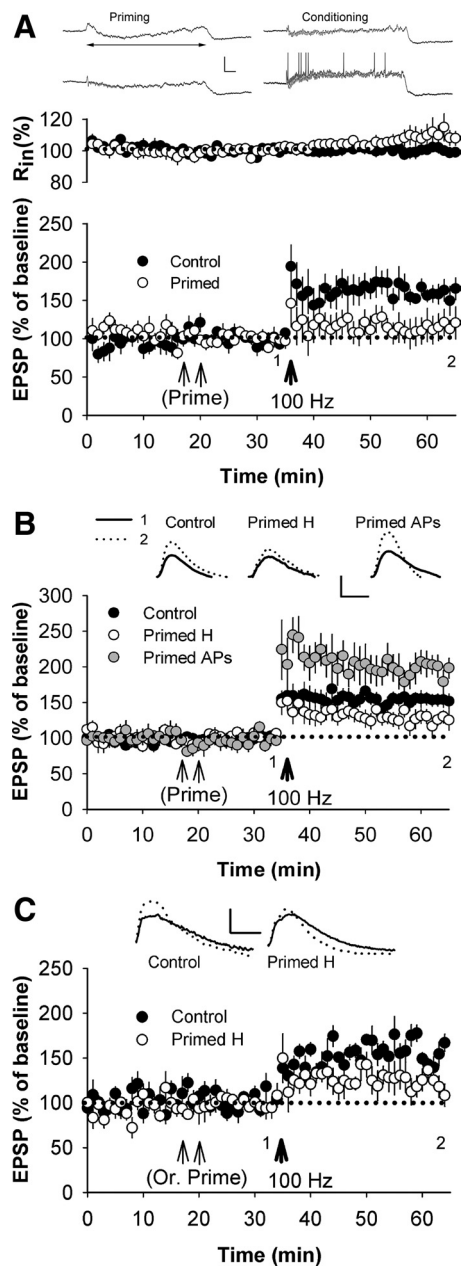 A
Priming
Conditioning
120
100
80
Rin(%)
250
200
150
100
50
0
EPSP (% of baseline)
Control
Primed
1
2
(Prime)
100 Hz
0 10 20 30 40 50 60
Time (min)
B
1
2
Control
Primed H
Primed APs
300
250
200
150
100
50
0
EPSP (% of baseline)
Control
Primed H
Primed APs
1
2
(Prime)
100 Hz
0 10 20 30 40 50 60
Time (min)
C
Control
Primed H
250
200
150
100
50
0
EPSP (% of baseline)
Control
Primed H
1
2
(Or. Prime)
100 Hz
0 10 20 30 40 50 60
Time (min)